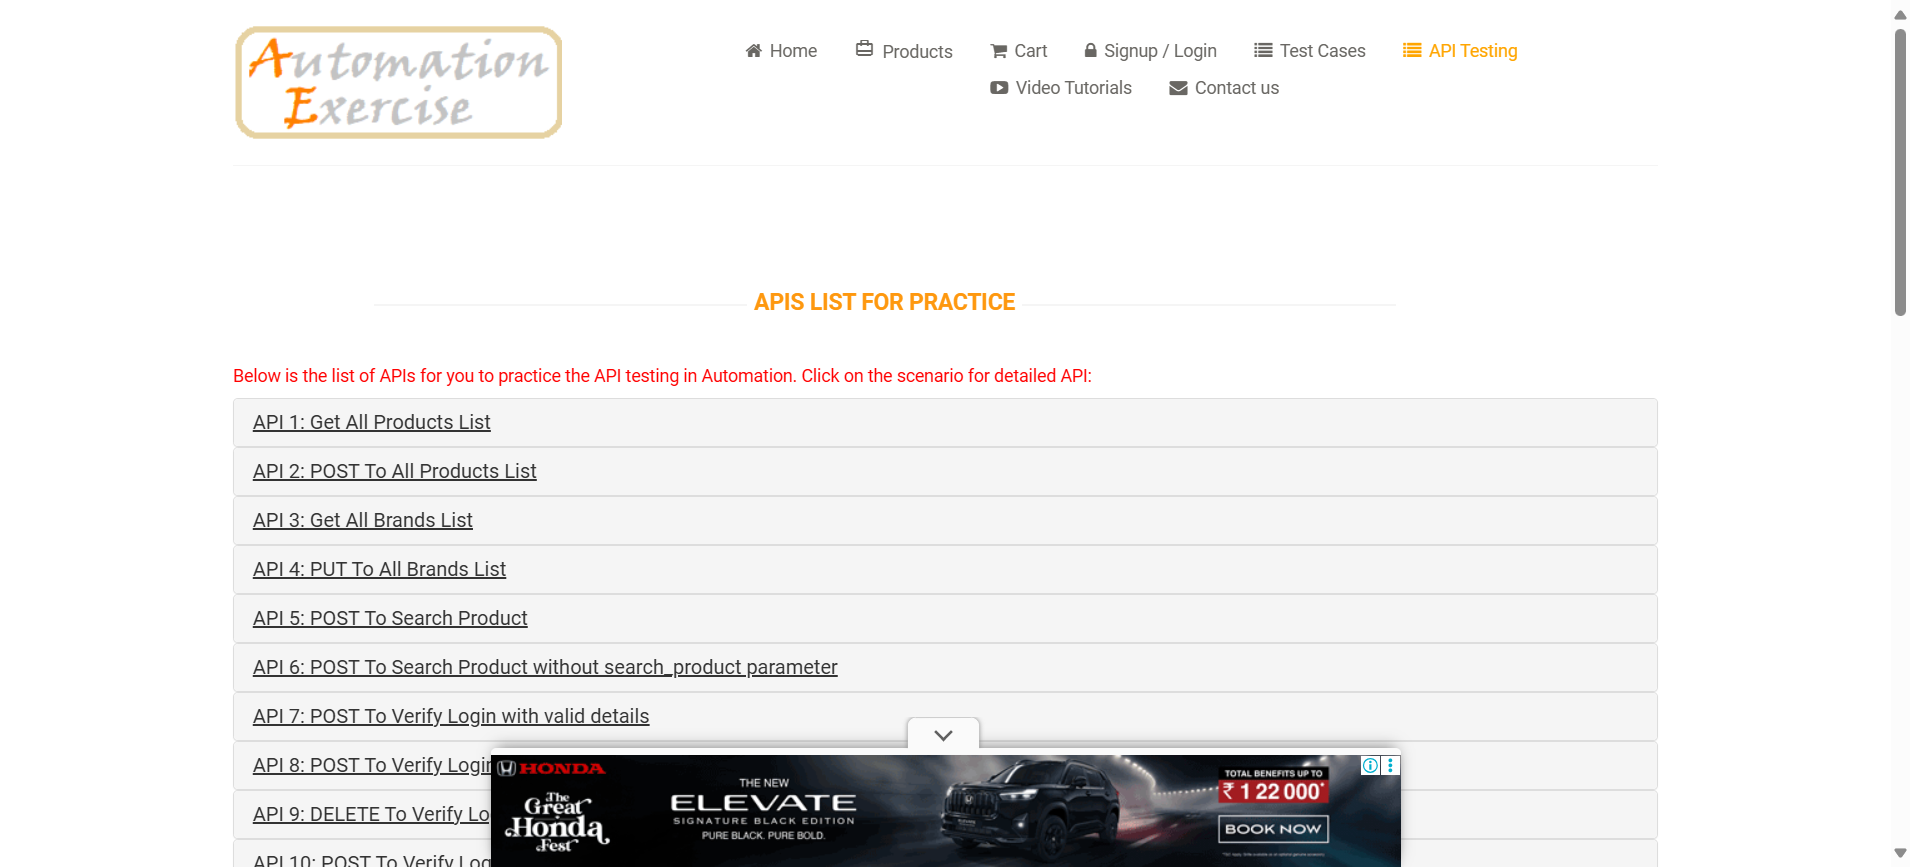 Automation
Exercise
Home
Products
Cart
Signup / Login
Test Cases
API Testing
Video Tutorials
Contact us
APIS LIST FOR PRACTICE
Below is the list of APIs for you to practice the API testing in Automation. Click on the scenario for detailed API:
API 1: Get All Products List
API 2: POST To All Products List
API 3: Get All Brands List
API 4: PUT To All Brands List
API 5: POST To Search Product
API 6: POST To Search Product without search_product parameter
API 7: POST To Verify Login with valid details
API 8: POST To Verify Login
API 9: DELETE To Verify Lo
API 10: POST To Verify Log
HONDA
The
Great
Honda
Fest
THE NEW
ELEVATE
SIGNATURE BLACK EDITION
PURE BLACK. PURE BOLD.
TOTAL BENEFITS UP TO
₹ 1 22 000*
BOOK NOW